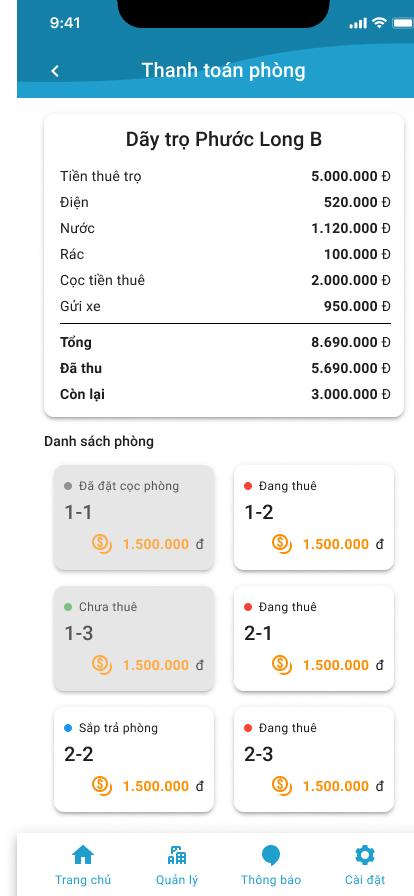 9:41
Thanh toán phòng
Dãy trọ Phước Long B
Tiền thuê trọ 5.000.000 Đ
Điện 520.000 Đ
Nước 1.120.000 Đ
Rác 100.000 Đ
Cọc tiền thuê 2.000.000 Đ
Gửi xe 950.000 Đ
Tổng 8.690.000 Đ
Đã thu 5.690.000 Đ
Còn lại 3.000.000 Đ
Danh sách phòng
Đã đặt cọc phòng
1-1
1.500.000 đ
Đang thuê
1-2
1.500.000 đ
Chưa thuê
1-3
1.500.000 đ
Đang thuê
2-1
1.500.000 đ
Sắp trả phòng
2-2
1.500.000 đ
Đang thuê
2-3
1.500.000 đ
Trang chủ Quản lý Thông báo Cài đặt